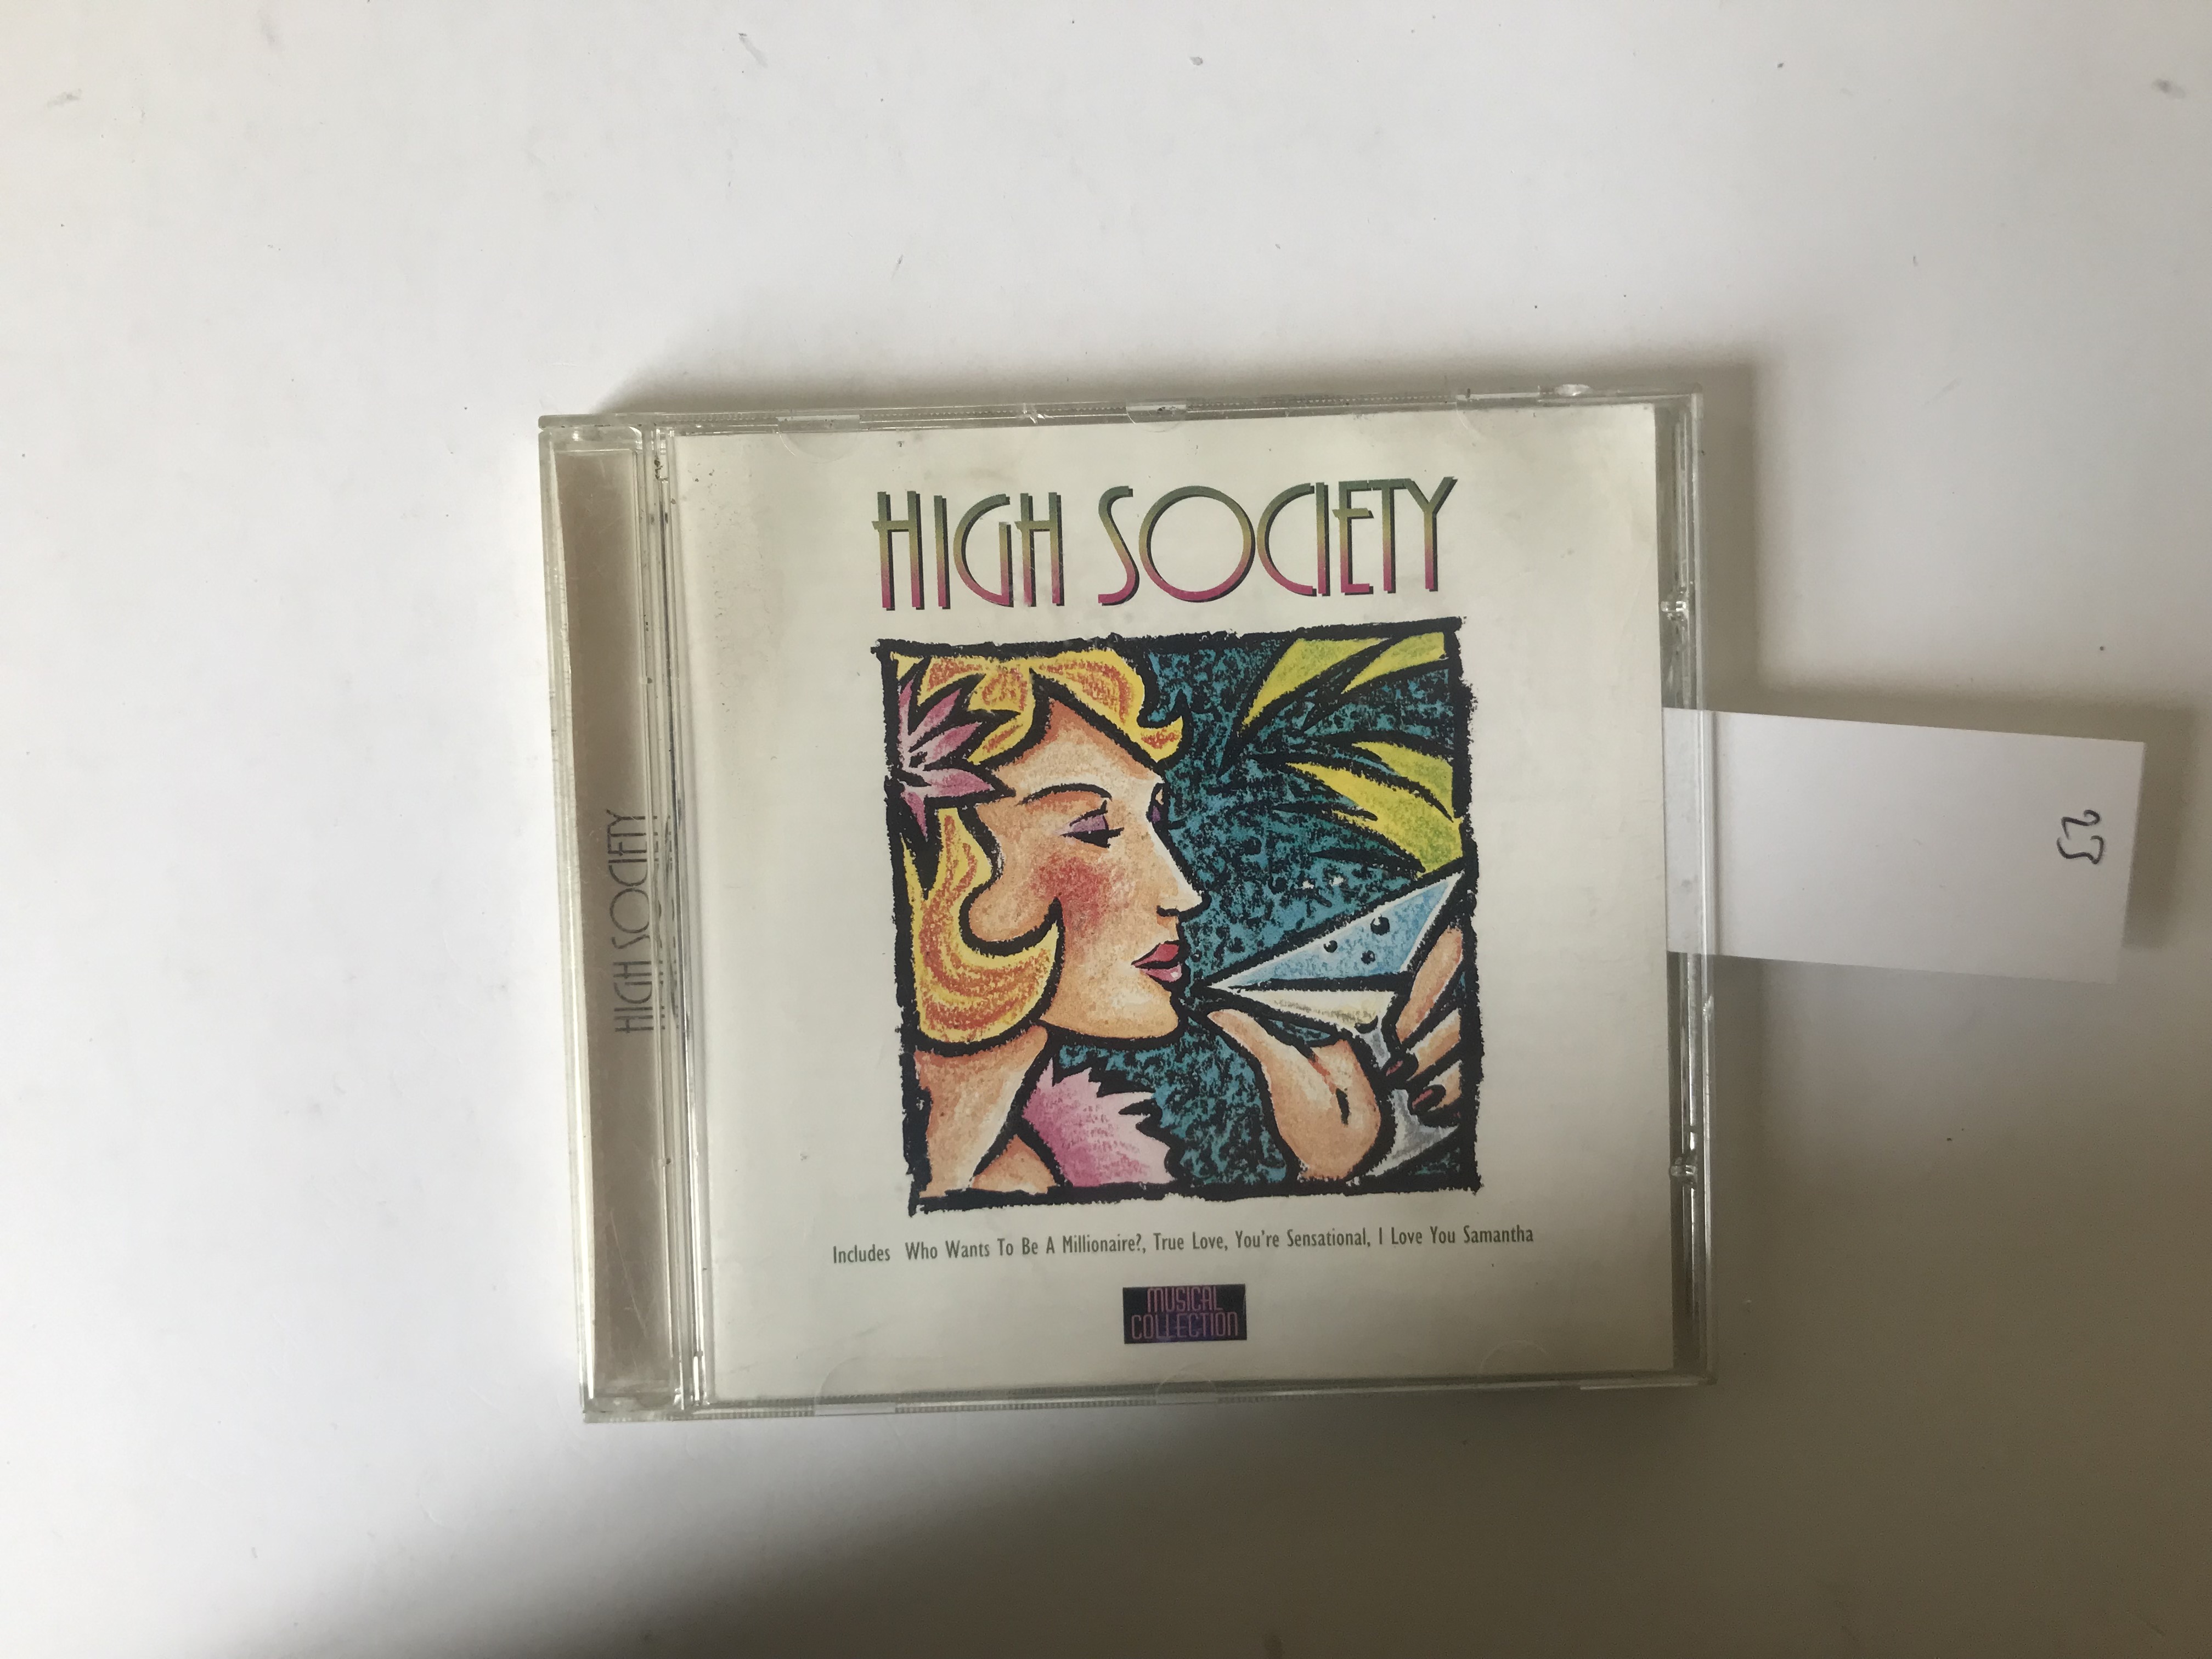 HIGH SOCIETY
HIGH SOCIETY
Includes Who Wants To Be A Millionaire?, True Love, You're Sensational, I Love You Samantha
MUSICAL
COLLECTION
23